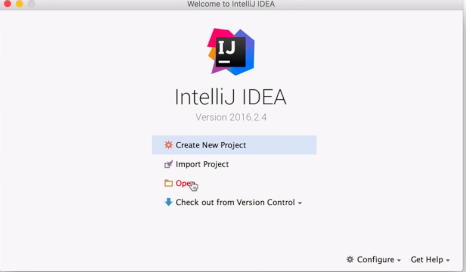 Welcome to IntelliJ IDEA
IJ
IntelliJ IDEA
Version 2016.2.4
Create New Project
Import Project
Open
Check out from Version Control
Configure
Get Help